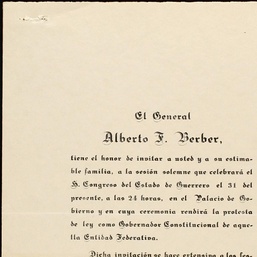 El General
Alberto F. Berber,
tiene el honor de invitar a usted y a su estima-
ble familia, a la sesión solemne que celebrará el
H. Congreso del Estado de Guerrero el 31 del
presente, a las 24 horas, en el Palacio de Go-
bierno y en cuya ceremonia rendirá la protesta
de ley como Gobernador Constitucional de aque-
lla Entidad Federativa.
Dicha invitación se hace extensiva a los fes-